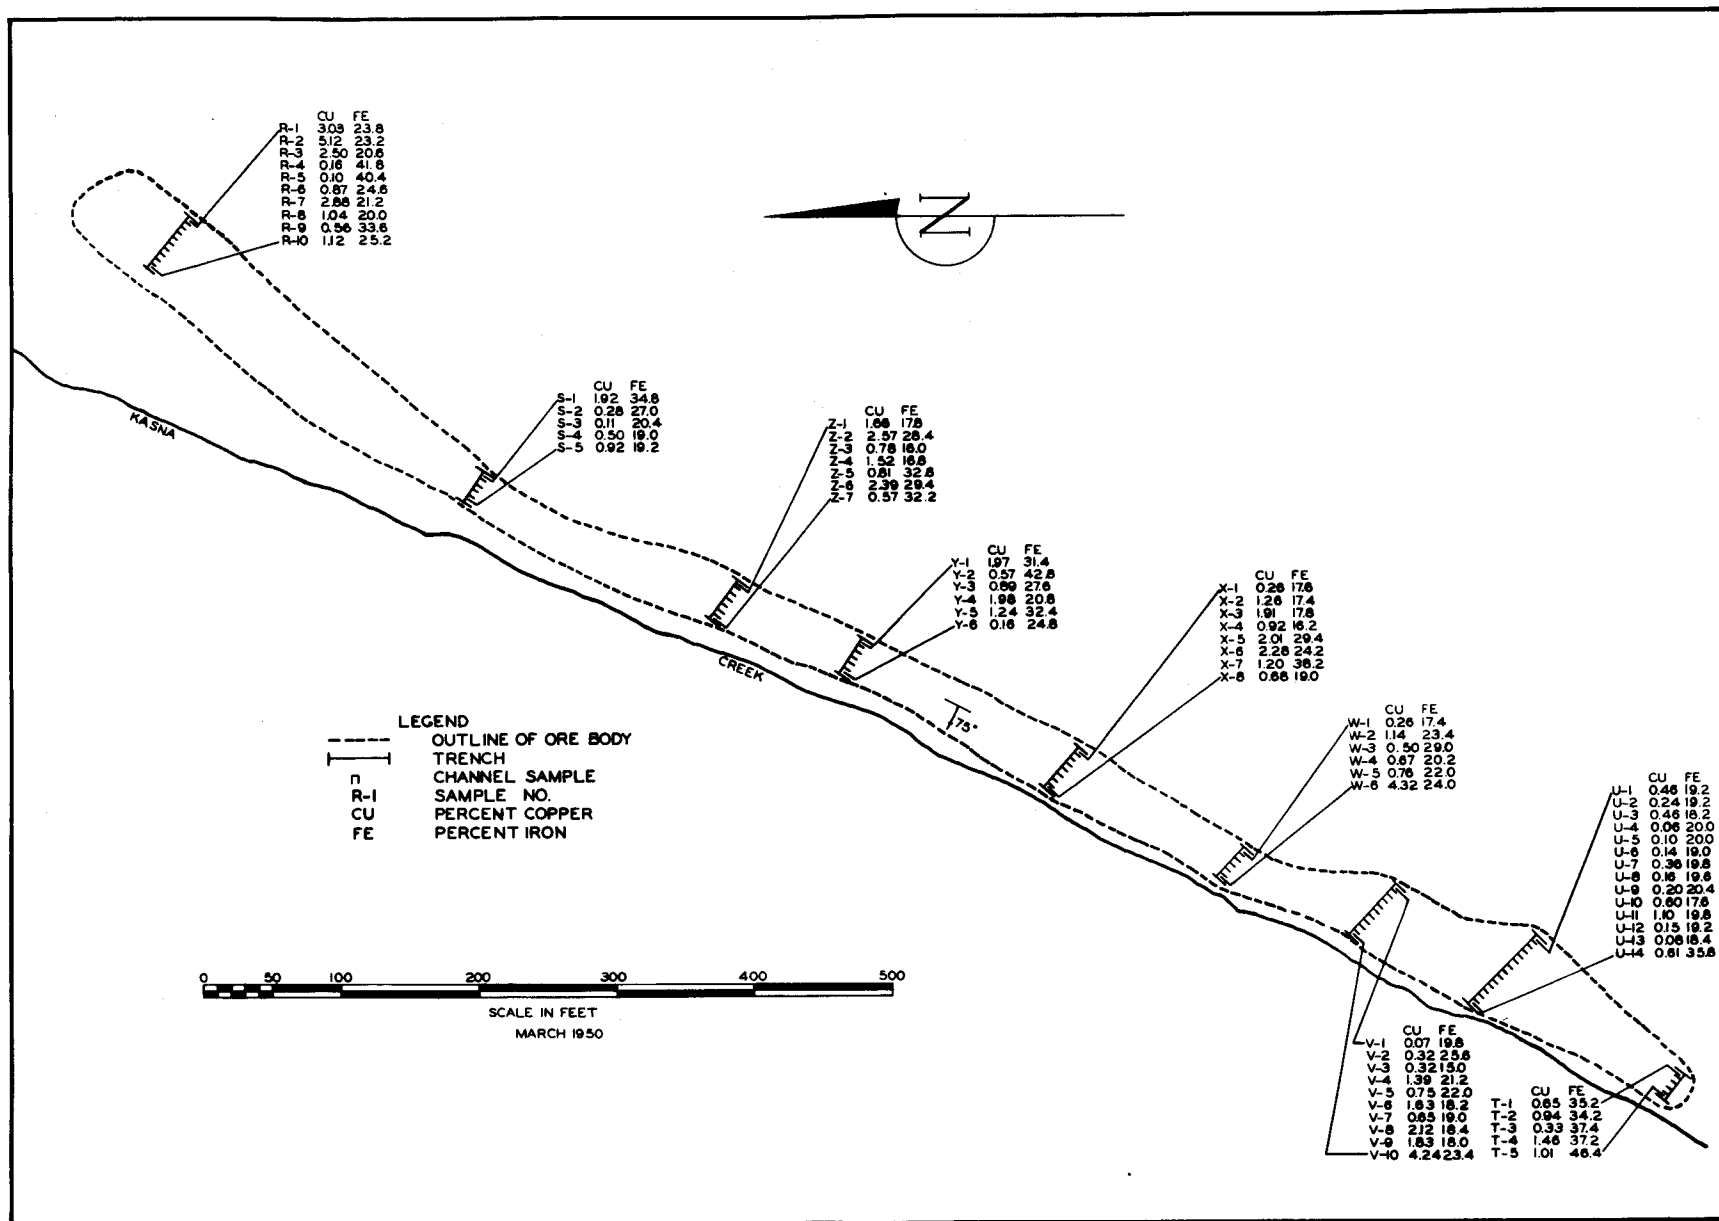 CU FE
R-1 3.03 23.8
R-2 5.12 23.2
R-3 2.50 20.6
R-4 0.16 41.8
R-5 0.10 40.4
R-6 0.87 24.6
R-7 2.88 21.2
R-8 1.04 20.0
R-9 0.56 33.6
R-10 1.12 25.2
N
CU FE
S-1 1.92 34.8
S-2 0.28 27.0
S-3 0.11 20.4
S-4 0.50 19.0
S-5 0.92 19.2
KASNA
CU FE
Z-1 1.66 17.8
Z-2 2.57 28.4
Z-3 0.78 16.0
Z-4 1.52 16.8
Z-5 0.81 32.8
Z-6 2.39 29.4
Z-7 0.57 32.2
CU FE
Y-1 1.97 31.4
Y-2 0.57 42.8
Y-3 0.89 27.6
Y-4 1.98 20.8
Y-5 1.24 32.4
Y-6 0.16 24.8
CREEK
75°
CU FE
X-1 0.26 17.6
X-2 1.26 17.4
X-3 1.91 17.8
X-4 0.92 16.2
X-5 2.01 29.4
X-6 2.28 24.2
X-7 1.20 38.2
X-8 0.68 19.0
CU FE
W-1 0.26 17.4
W-2 1.14 23.4
W-3 0.50 29.0
W-4 0.67 20.2
W-5 0.76 22.0
W-6 4.32 24.0
CU FE
U-1 0.46 19.2
U-2 0.24 19.2
U-3 0.46 18.2
U-4 0.06 20.0
U-5 0.10 20.0
U-6 0.14 19.0
U-7 0.36 19.8
U-8 0.16 19.6
U-9 0.20 20.4
U-10 0.60 17.6
U-11 1.10 19.8
U-12 0.15 19.2
U-13 0.06 18.4
U-14 0.61 35.8
LEGEND
OUTLINE OF ORE BODY
TRENCH
CHANNEL SAMPLE
R-1 SAMPLE NO.
CU PERCENT COPPER
FE PERCENT IRON
0 50 100 200 300 400 500
SCALE IN FEET
MARCH 1950
CU FE
V-1 0.07 19.8
V-2 0.32 25.6
V-3 0.32 15.0
V-4 1.39 21.2
V-5 0.75 22.0
V-6 1.63 18.2
V-7 0.65 19.0
V-8 2.12 18.4
V-9 1.83 18.0
V-10 4.24 23.4
CU FE
T-1 0.65 35.2
T-2 0.94 34.2
T-3 0.33 37.4
T-4 1.46 37.2
T-5 1.01 46.4